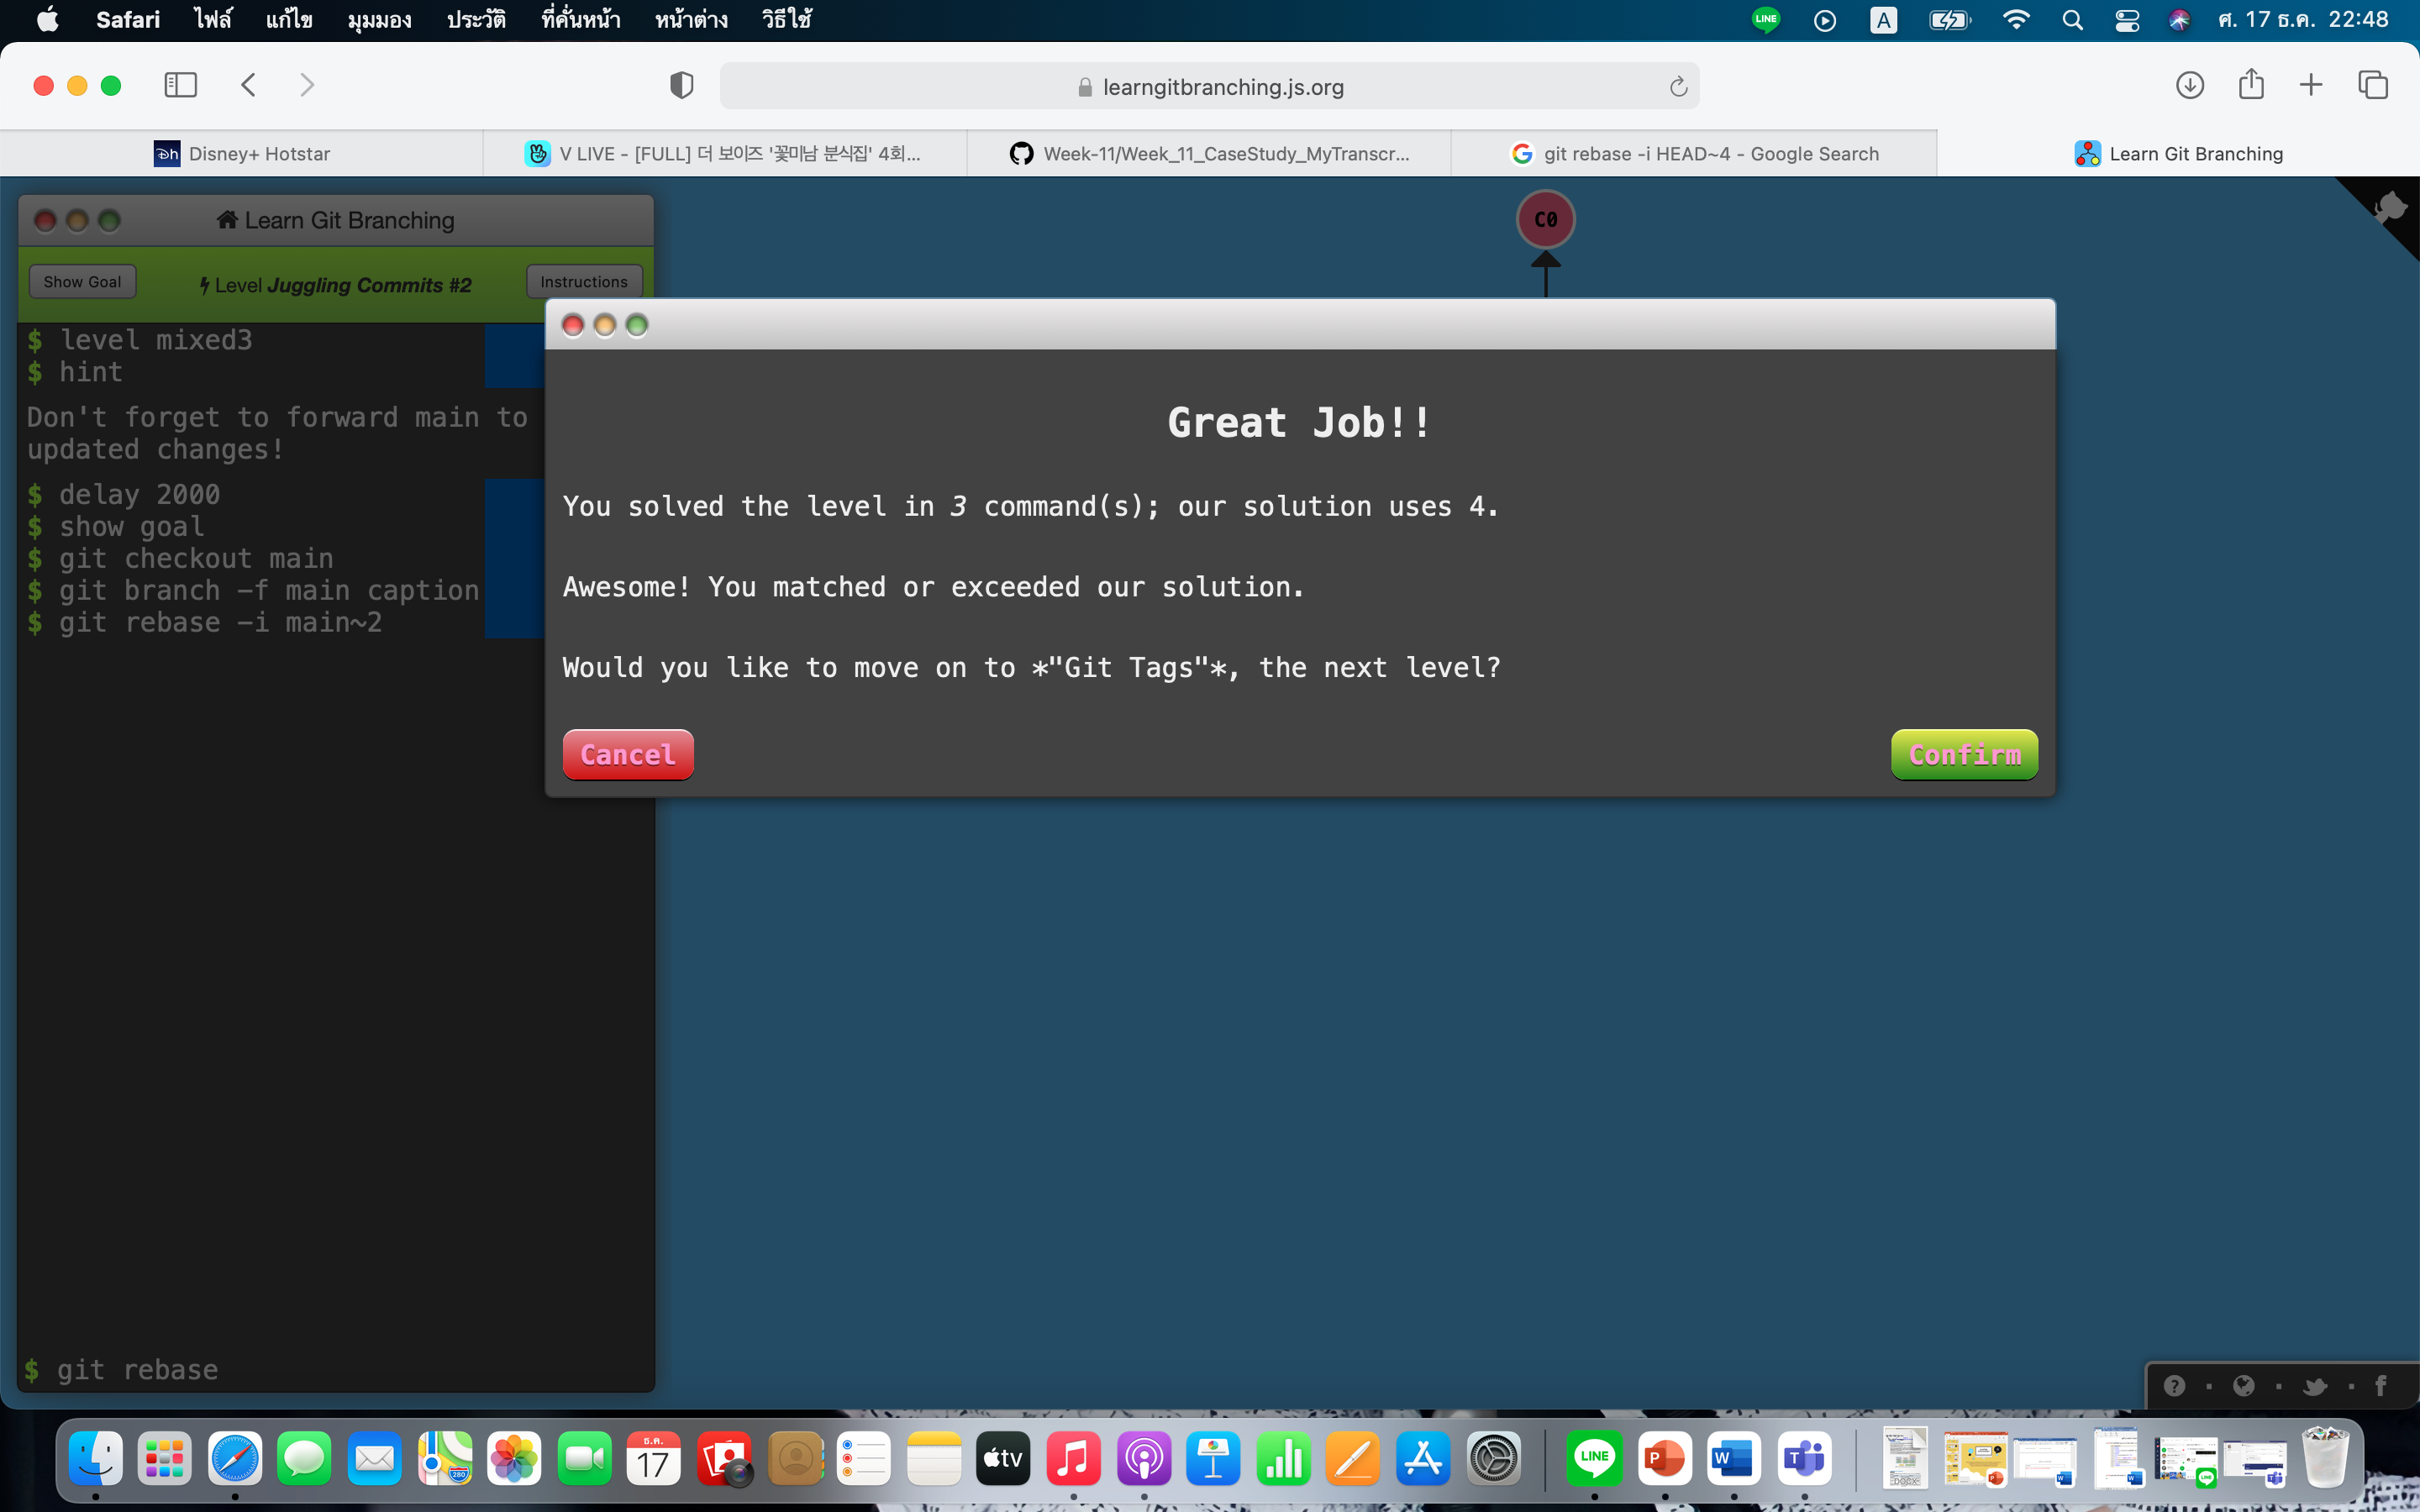 Safari ไฟล์ แก้ไข มุมมอง ประวัติ ที่คั่นหน้า หน้าต่าง วิธีใช้ LINE A ศ. 17 ธ.ค. 22:48
learngitbranching.js.org
Disney+ Hotstar
V LIVE - [FULL] 더 보이즈 '꽃미남 분식집' 4회...
Week-11/Week_11_CaseStudy_MyTranscr...
git rebase -i HEAD~4 - Google Search
Learn Git Branching
Learn Git Branching
C0
Show Goal
Level Juggling Commits #2
Instructions
$ level mixed3
$ hint
Don't forget to forward main to
updated changes!
$ delay 2000
$ show goal
$ git checkout main
$ git branch -f main caption
$ git rebase -i main~2
Great Job!!
You solved the level in 3 command(s); our solution uses 4.
Awesome! You matched or exceeded our solution.
Would you like to move on to *"Git Tags"*, the next level?
Cancel
Confirm
$ git rebase
ธ.ค.
17
280
tv
LINE
P
W
T